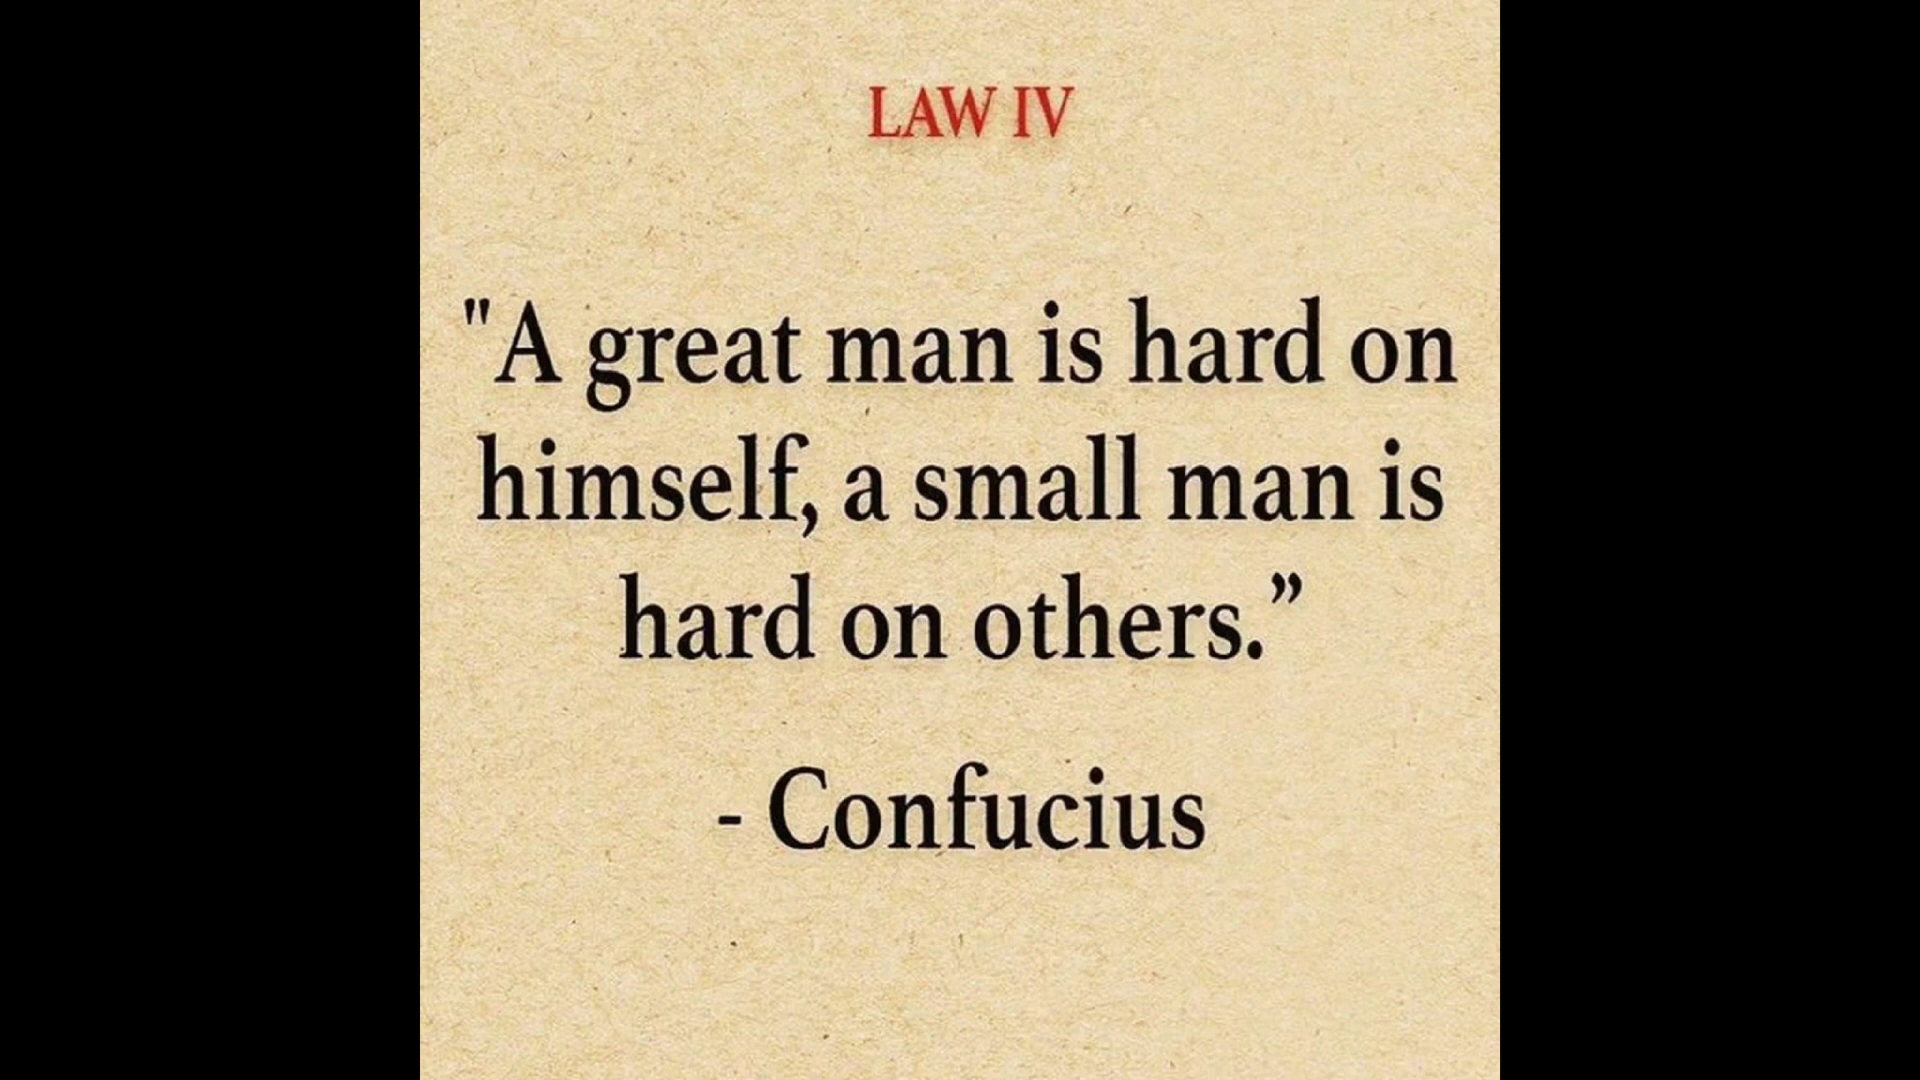 LAW IV
"A great man is hard on
himself, a small man is
hard on others.”
- Confucius